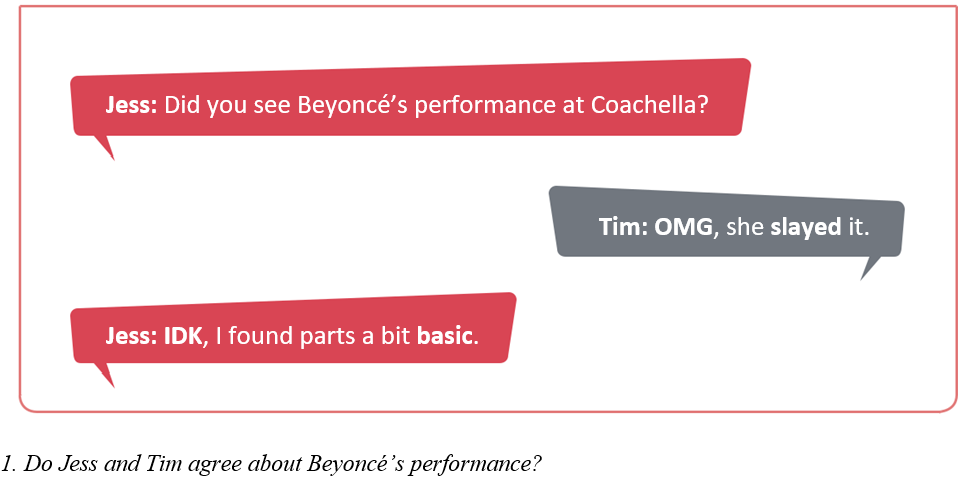 Jess: Did you see Beyoncé’s performance at Coachella?
Tim: OMG, she slayed it.
Jess: IDK, I found parts a bit basic.
1. Do Jess and Tim agree about Beyoncé’s performance?